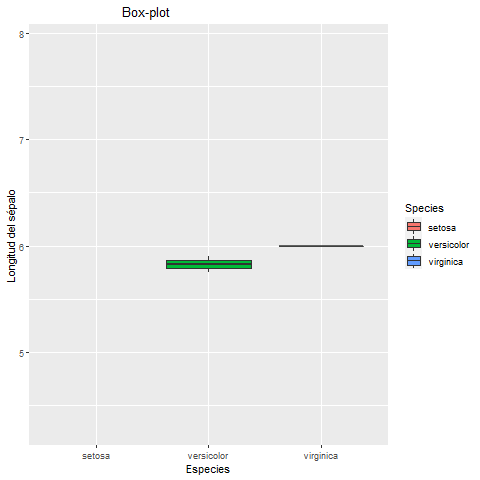 Box-plot
8
7
6
5
Longitud del sépalo
setosa
versicolor
virginica
Especies
Species
setosa
versicolor
virginica